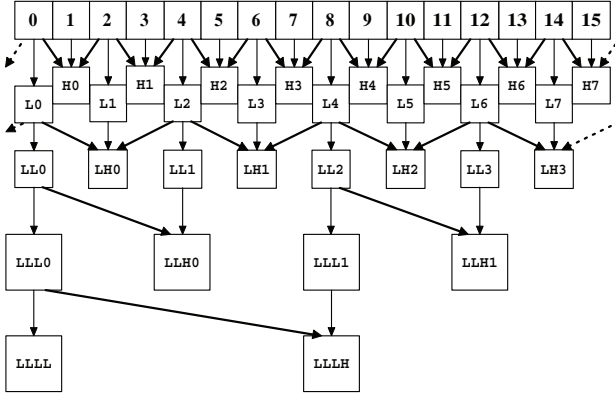 0 1 2 3 4 5 6 7 8 9 10 11 12 13 14 15
H0 H1 H2 H3 H4 H5 H6 H7
L0 L1 L2 L3 L4 L5 L6 L7
LL0 LH0 LL1 LH1 LL2 LH2 LL3 LH3
LLL0 LLH0 LLL1 LLH1
LLLL LLLH